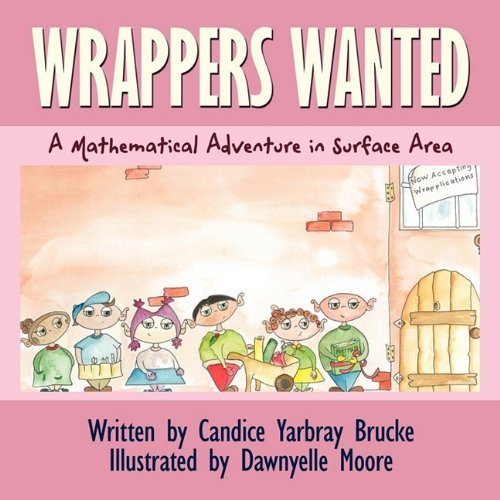 WRAPPERS WANTED
A Mathematical Adventure in Surface Area
Now Accepting
Wrapplications
Written by Candice Yarbray Brucke
Illustrated by Dawnyelle Moore